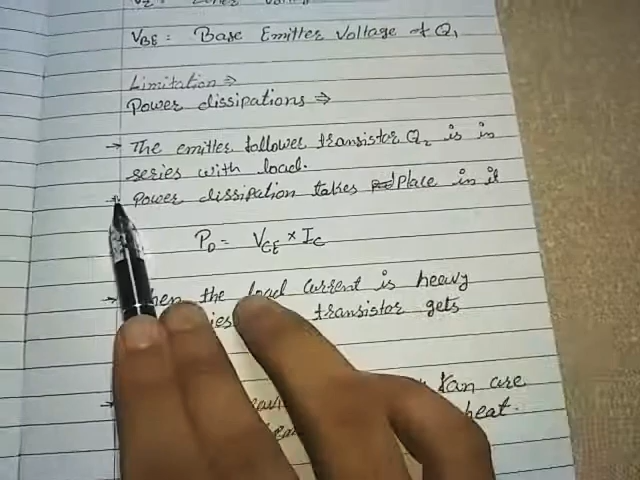 VBE : Base Emitter Voltage of Q1
Limitation ⇒
Power dissipations ⇒
→ The emitter follower transistor Q2 is in
series with load.
→ Power dissipation takes Place in it
PD = VCE × IC
→ the load current is heavy
transistor gets
are
heat.